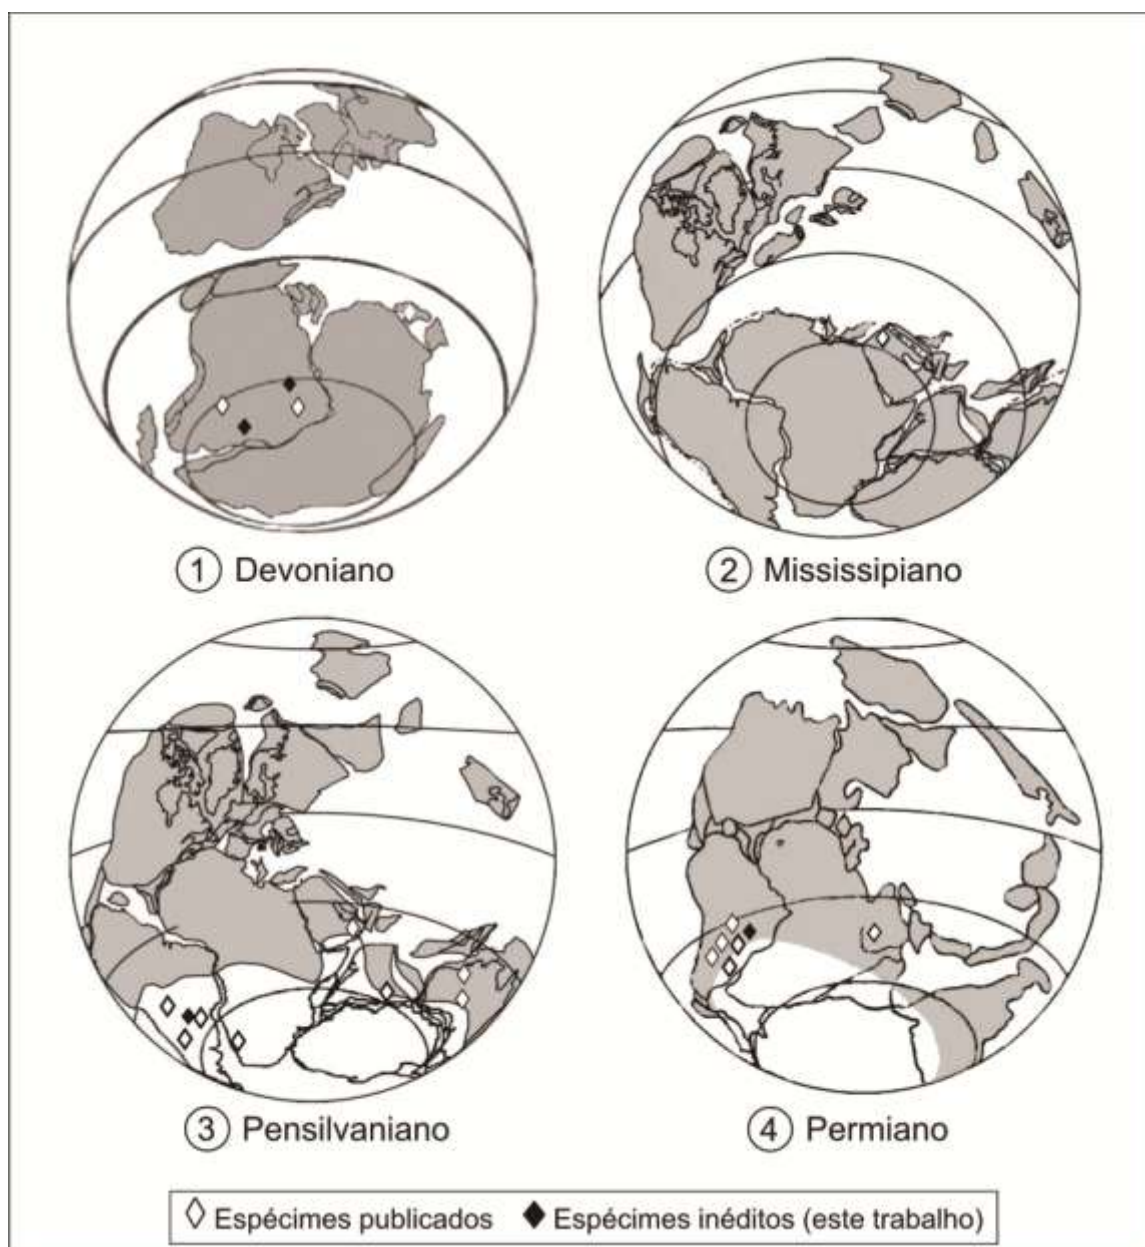 1 Devoniano
2 Mississipiano
3 Pensilvaniano
4 Permiano
Espécimes publicados Espécimes inéditos (este trabalho)